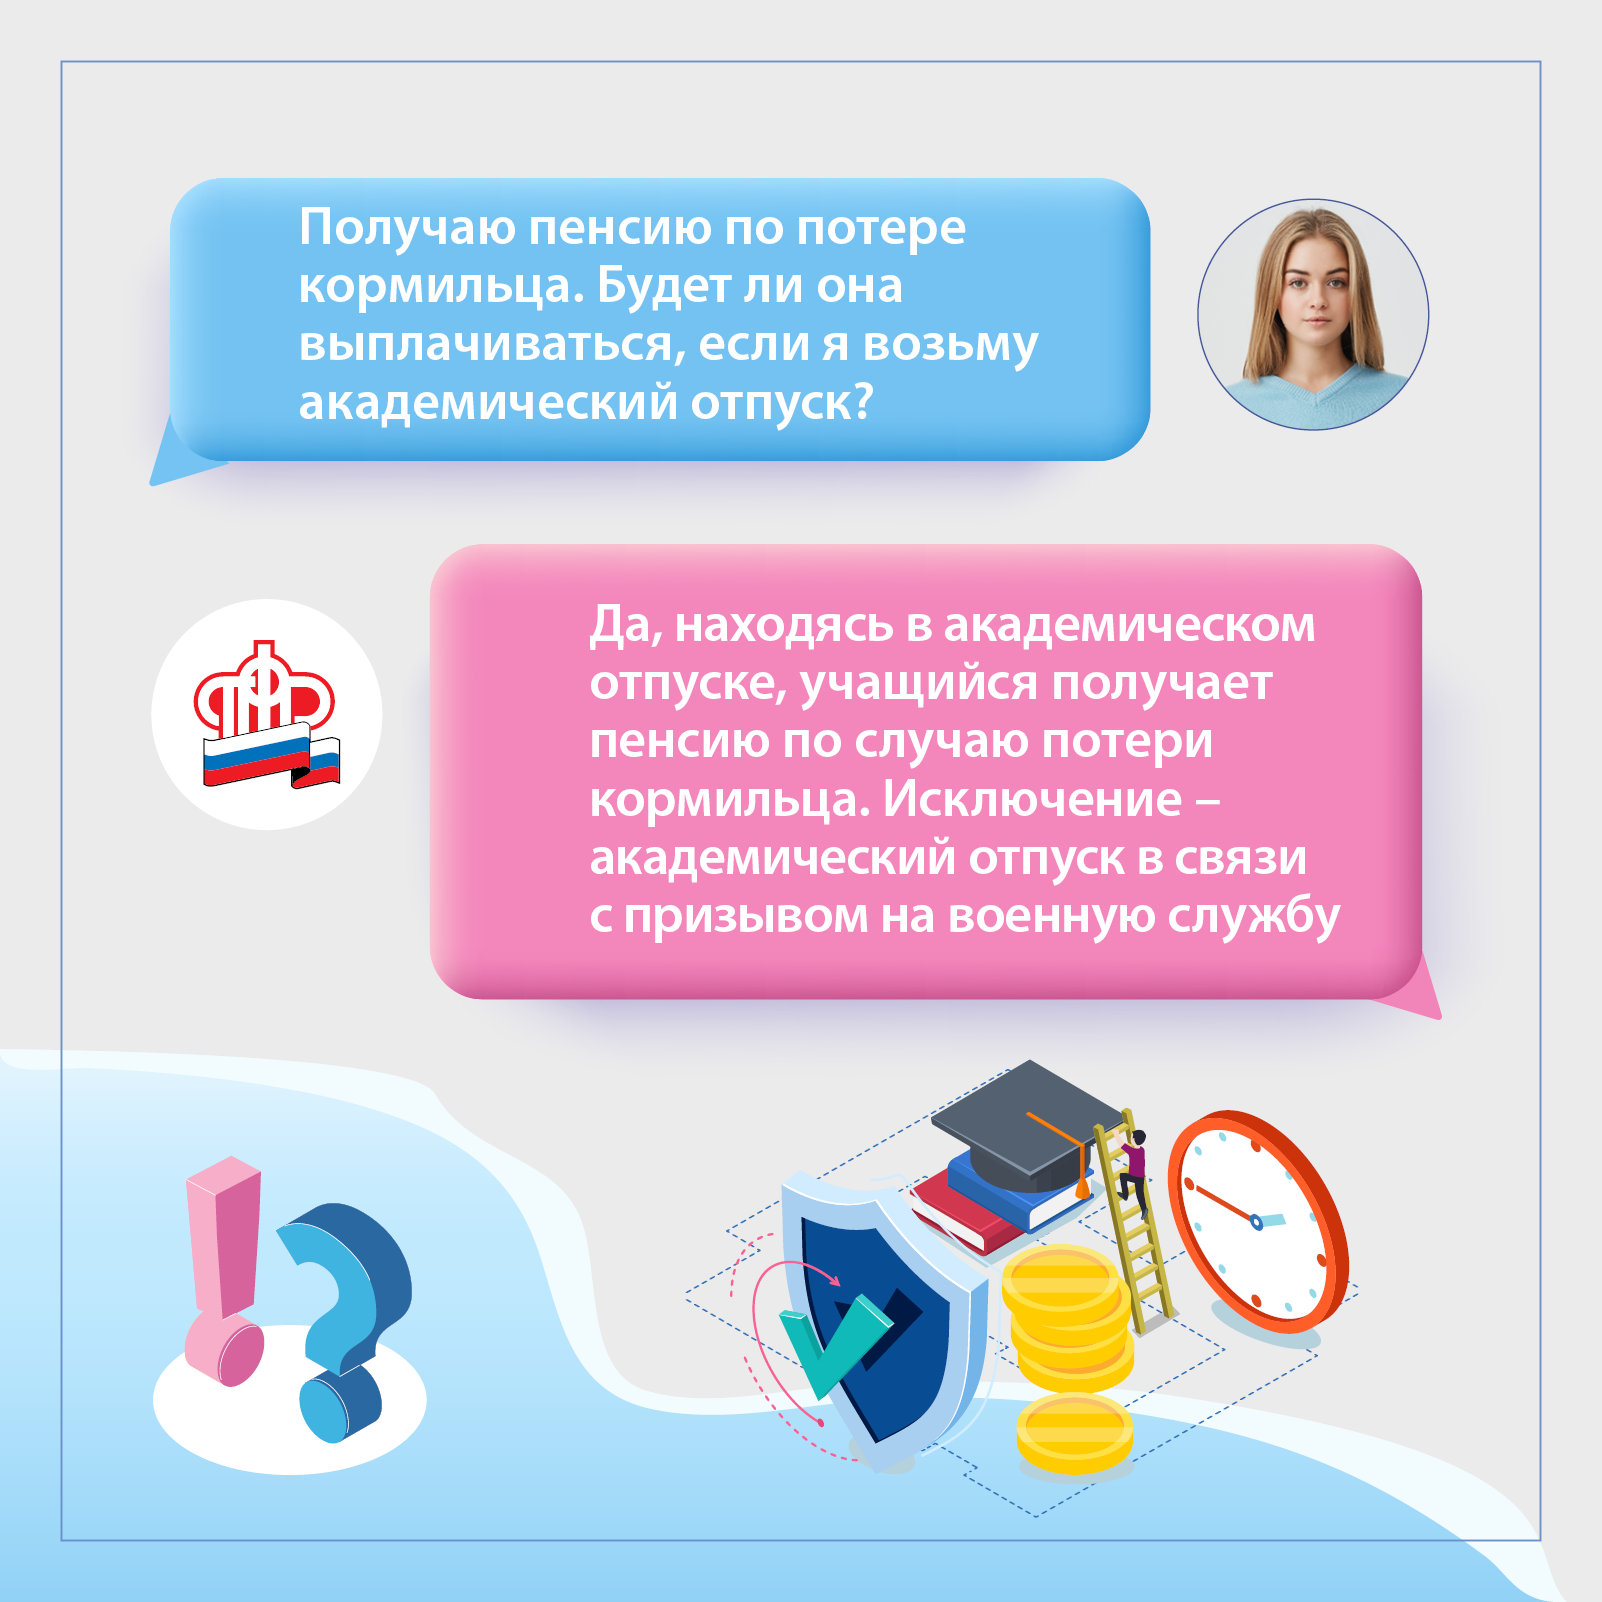 Получаю пенсию по потере
кормильца. Будет ли она
выплачиваться, если я возьму
академический отпуск?
Да, находясь в академическом
отпуске, учащийся получает
пенсию по случаю потери
кормильца. Исключение –
академический отпуск в связи
с призывом на военную службу